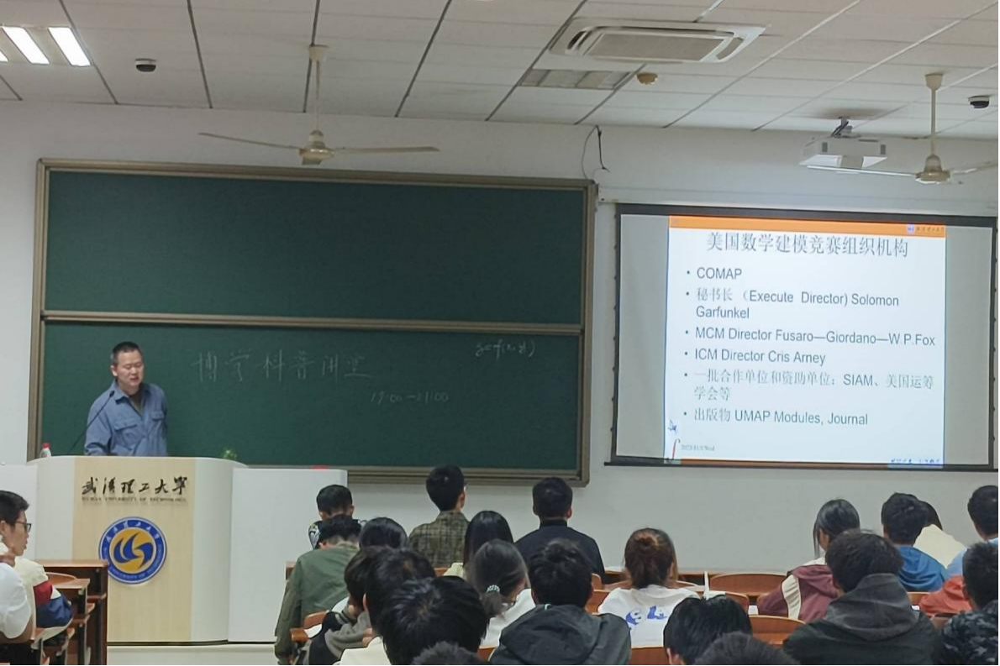 博学科普讲堂
19:00—21:00
武汉理工大学
WUHAN UNIVERSITY OF TECHNOLOGY
美国数学建模竞赛组织机构
• COMAP
• 秘书长 （Execute Director) Solomon
Garfunkel
• MCM Director Fusaro—Giordano—W.P.Fox
• ICM Director Cris Arney
• 一批合作单位和资助单位：SIAM、美国运筹
学会等
• 出版物 UMAP Modules, Journal